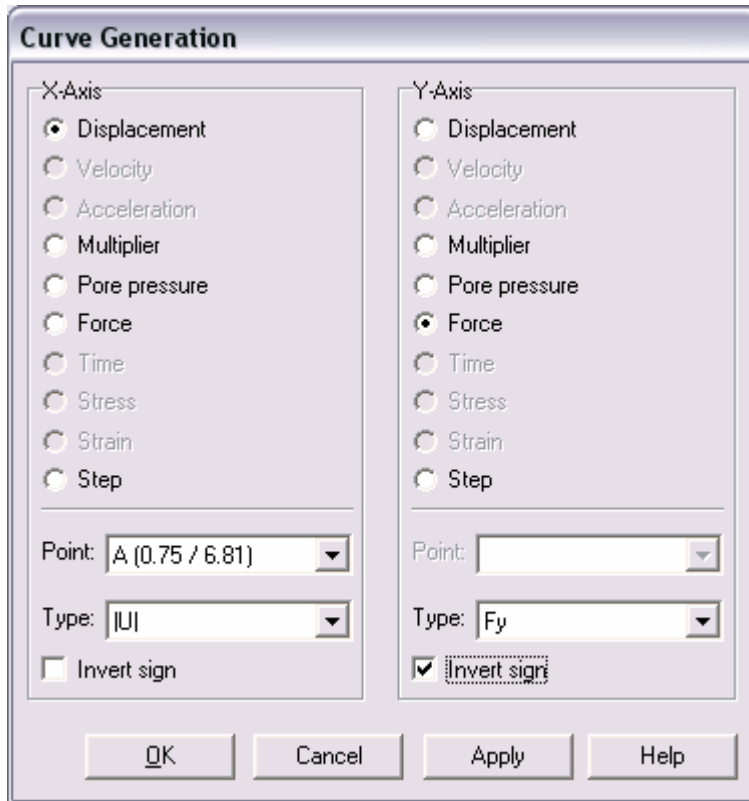 Curve Generation
X-Axis
Displacement
Velocity
Acceleration
Multiplier
Pore pressure
Force
Time
Stress
Strain
Step
Point: A (0.75 / 6.81)
Type: |U|
Invert sign
Y-Axis
Displacement
Velocity
Acceleration
Multiplier
Pore pressure
Force
Time
Stress
Strain
Step
Point:
Type: Fy
Invert sign
OK Cancel Apply Help